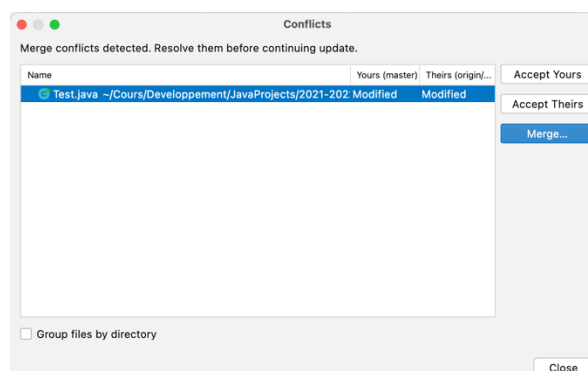 Conflicts
Merge conflicts detected. Resolve them before continuing update.
Name Yours (master) Theirs (origin/...
Test.java ~/Cours/Developpement/JavaProjects/2021-202 Modified Modified
Accept Yours
Accept Theirs
Merge...
Group files by directory
Close